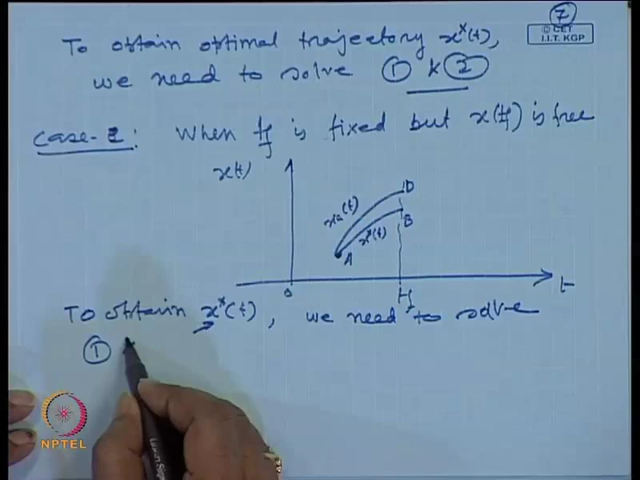 7
© CET
I.I.T. KGP
To obtain optimal trajectory x*(t),
we need to solve ① & ②
Case-2: When tf is fixed but x(tf) is free
x(t)
D
xa(t)
B
x*(t)
A
0
tf
t
To obtain x*(t), we need to solve
①
NPTEL